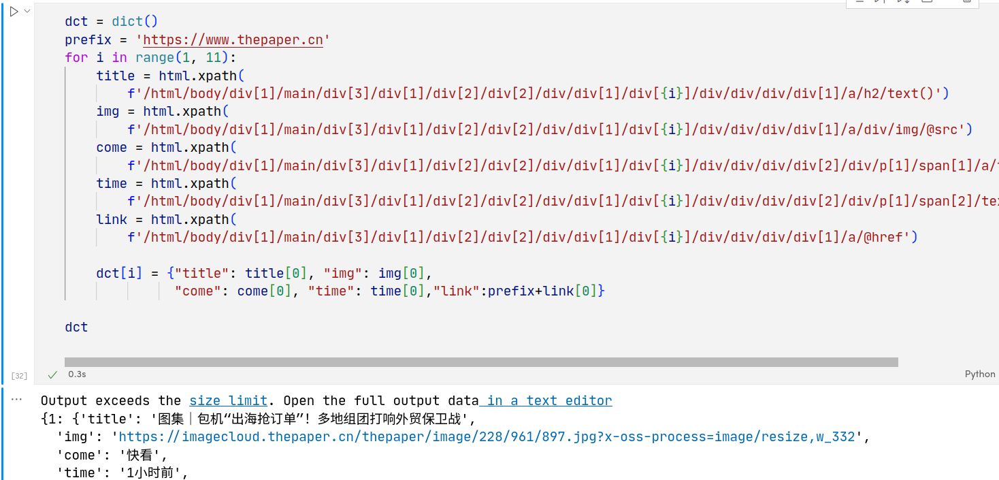 dct = dict()
prefix = 'https://www.thepaper.cn'
for i in range(1, 11):
    title = html.xpath(
        f'/html/body/div[1]/main/div[3]/div[1]/div[2]/div[2]/div/div[1]/div[{i}]/div/div/div/div[1]/a/h2/text()')
    img = html.xpath(
        f'/html/body/div[1]/main/div[3]/div[1]/div[2]/div[2]/div/div[1]/div[{i}]/div/div/div/div[1]/a/div/img/@src')
    come = html.xpath(
        f'/html/body/div[1]/main/div[3]/div[1]/div[2]/div[2]/div/div[1]/div[{i}]/div/div/div/div[2]/div/p[1]/span[1]/a/
    time = html.xpath(
        f'/html/body/div[1]/main/div[3]/div[1]/div[2]/div[2]/div/div[1]/div[{i}]/div/div/div/div[2]/div/p[1]/span[2]/te
    link = html.xpath(
        f'/html/body/div[1]/main/div[3]/div[1]/div[2]/div[2]/div/div[1]/div[{i}]/div/div/div/div[1]/a/@href')
    dct[i] = {"title": title[0], "img": img[0],
              "come": come[0], "time": time[0],"link":prefix+link[0]}
dct
[32]
0.3s
Python
Output exceeds the size limit. Open the full output data in a text editor
{1: {'title': '图集｜包机“出海抢订单”！多地组团打响外贸保卫战',
  'img': 'https://imagecloud.thepaper.cn/thepaper/image/228/961/897.jpg?x-oss-process=image/resize,w_332',
  'come': '快看',
  'time': '1小时前',